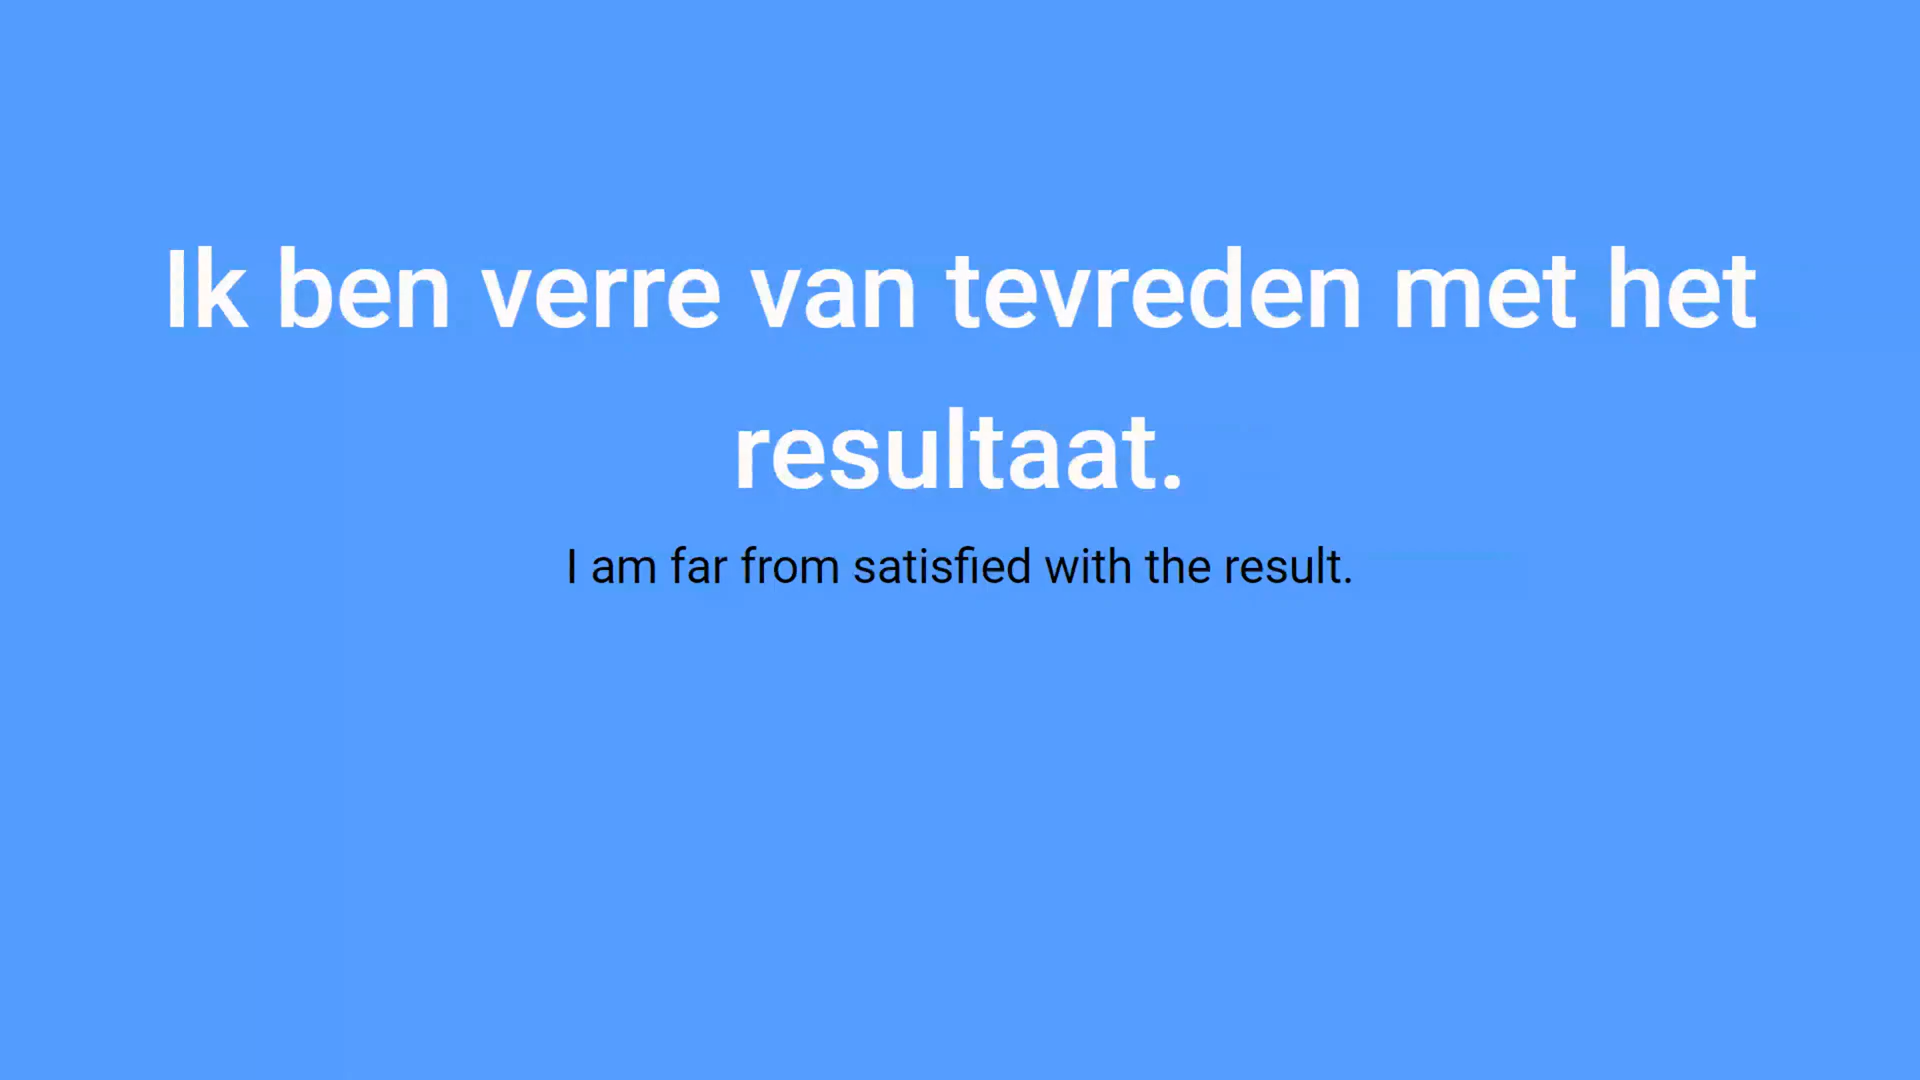 Ik ben verre van tevreden met het
resultaat.
I am far from satisfied with the result.